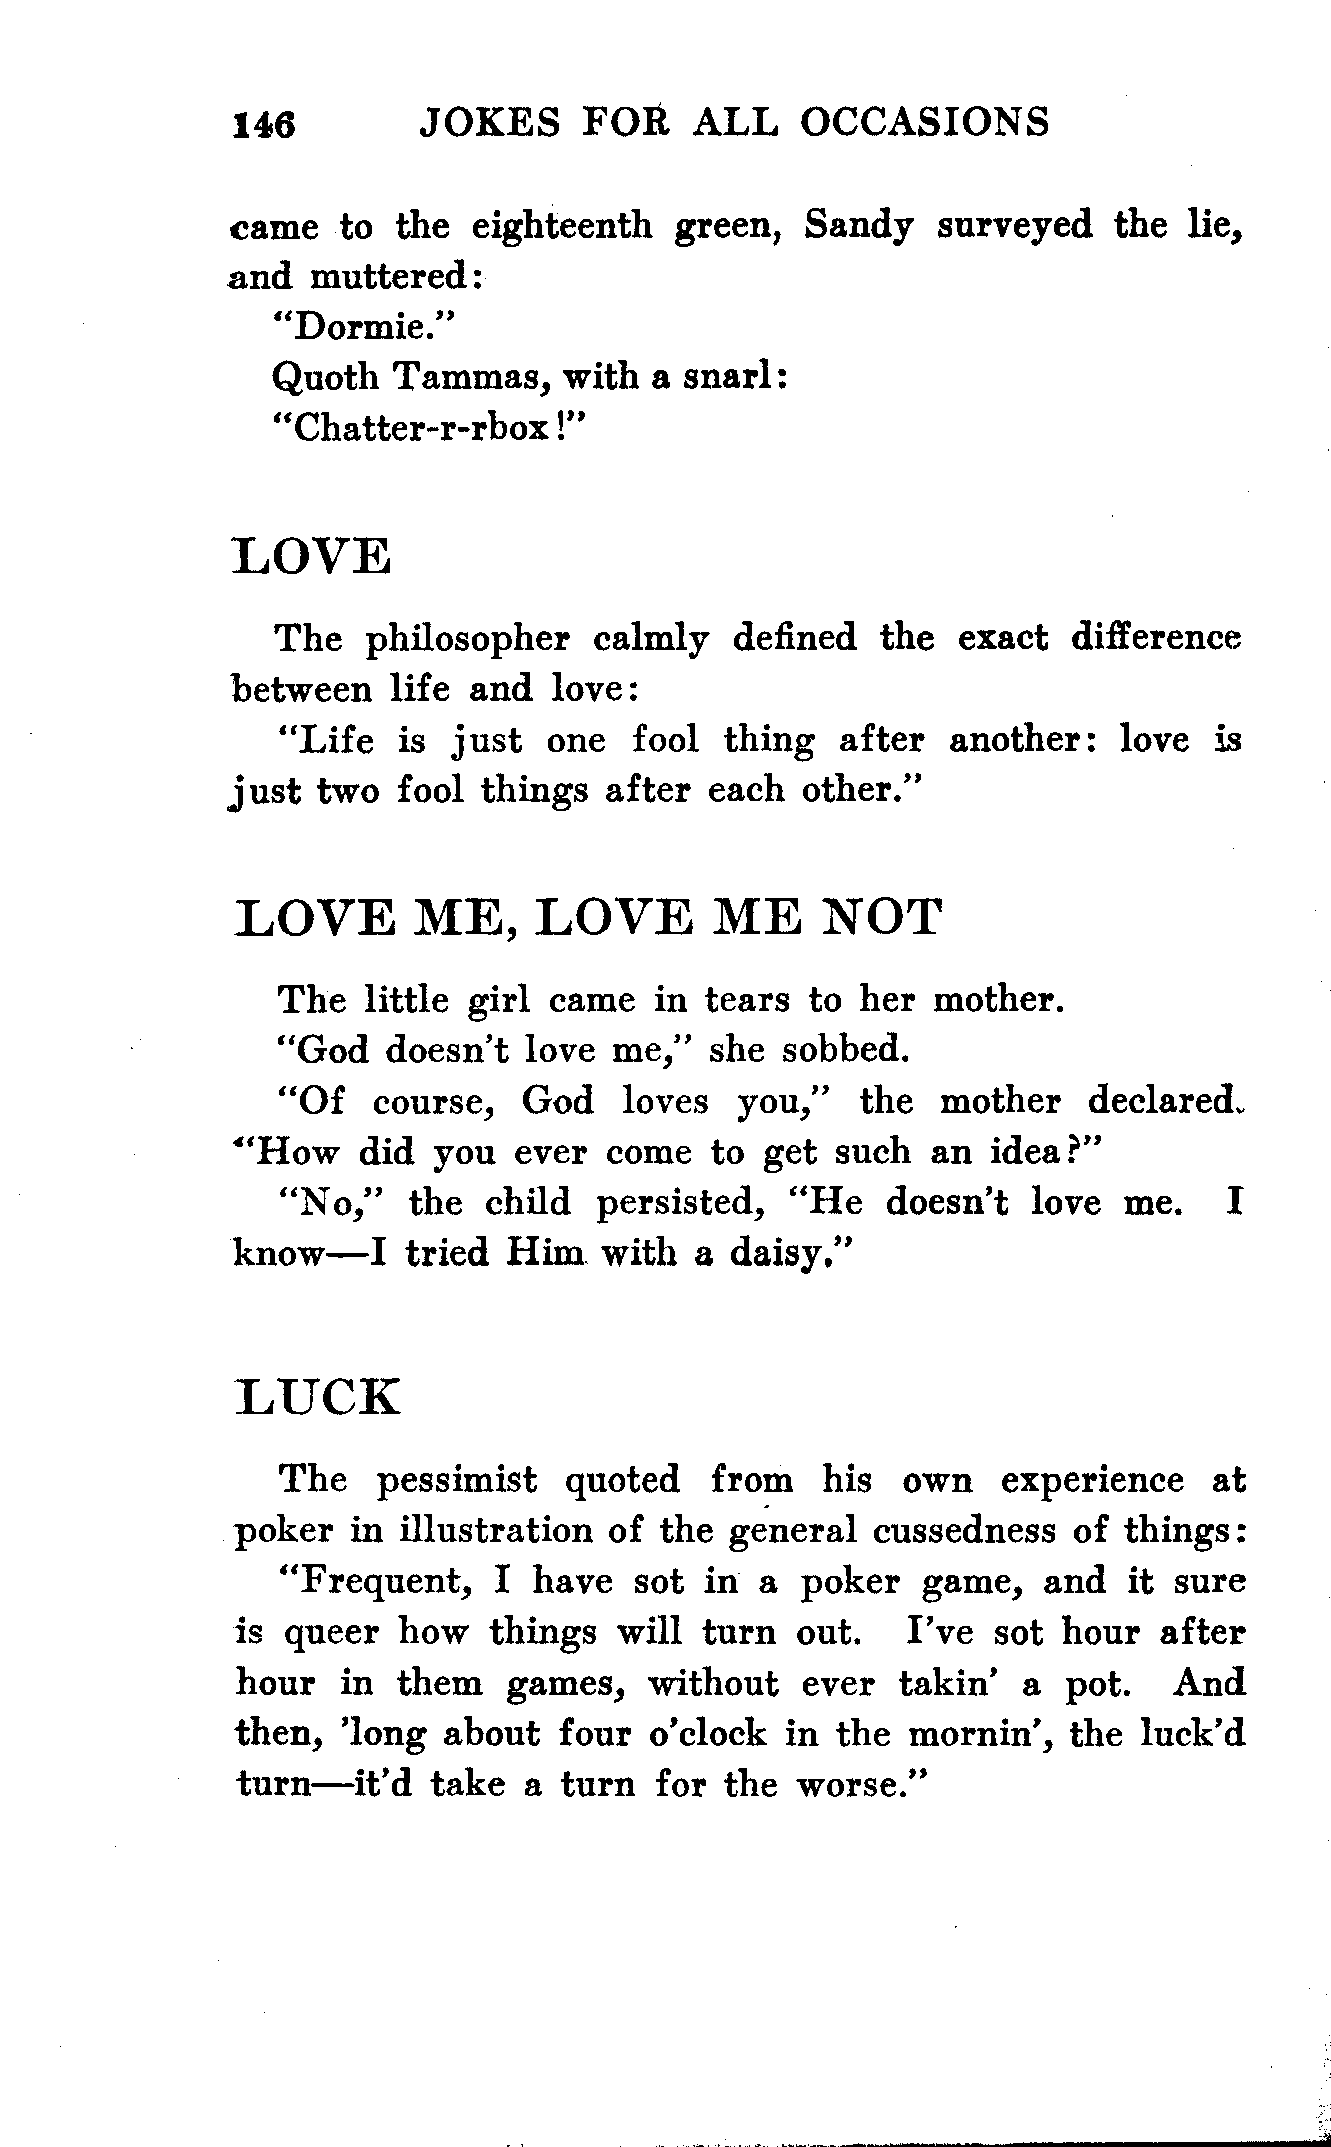 146 JOKES FOR ALL OCCASIONS
came to the eighteenth green, Sandy surveyed the lie,
and muttered:
"Dormie."
Quoth Tammas, with a snarl:
"Chatter-r-rbox!"
LOVE
The philosopher calmly defined the exact difference
between life and love:
"Life is just one fool thing after another: love is
just two fool things after each other."
LOVE ME, LOVE ME NOT
The little girl came in tears to her mother.
"God doesn't love me," she sobbed.
"Of course, God loves you," the mother declared.
"How did you ever come to get such an idea?"
"No," the child persisted, "He doesn't love me. I
know—I tried Him with a daisy."
LUCK
The pessimist quoted from his own experience at
poker in illustration of the general cussedness of things:
"Frequent, I have sot in a poker game, and it sure
is queer how things will turn out. I've sot hour after
hour in them games, without ever takin' a pot. And
then, 'long about four o'clock in the mornin', the luck'd
turn—it'd take a turn for the worse."